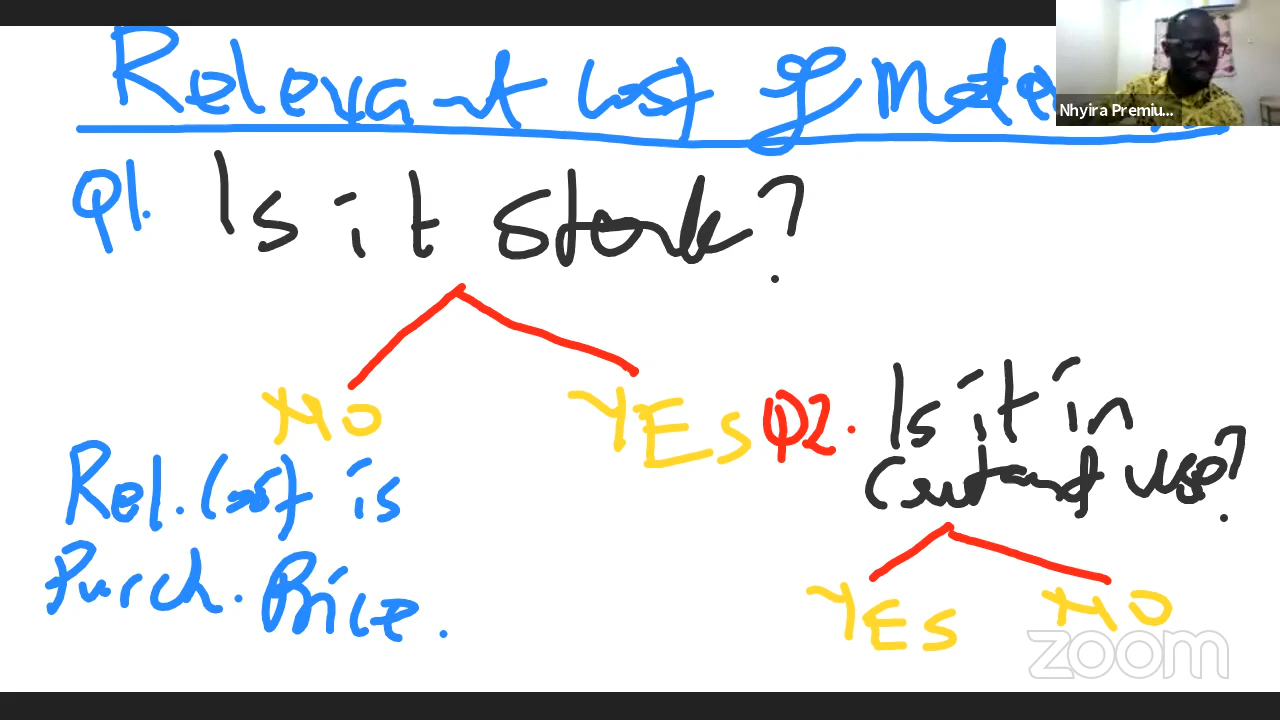 Relevant Cost of Mate
Nhyira Premiu...
Q1. Is it stock?
NO YES Q2. Is it in
constant use?
Rel. Cost is
Purch. Price.
YES NO
zoom